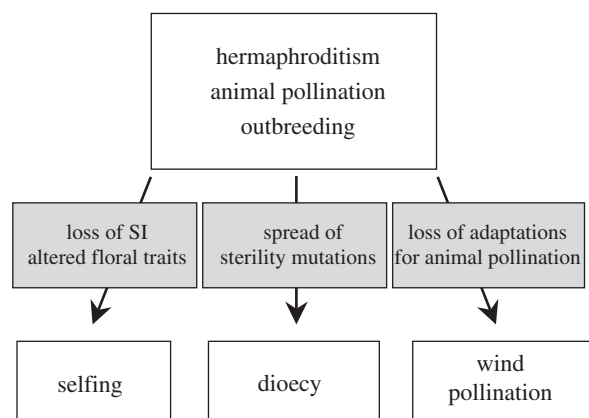 hermaphroditism
animal pollination
outbreeding
loss of SI
altered floral traits
spread of
sterility mutations
loss of adaptations
for animal pollination
selfing
dioecy
wind
pollination